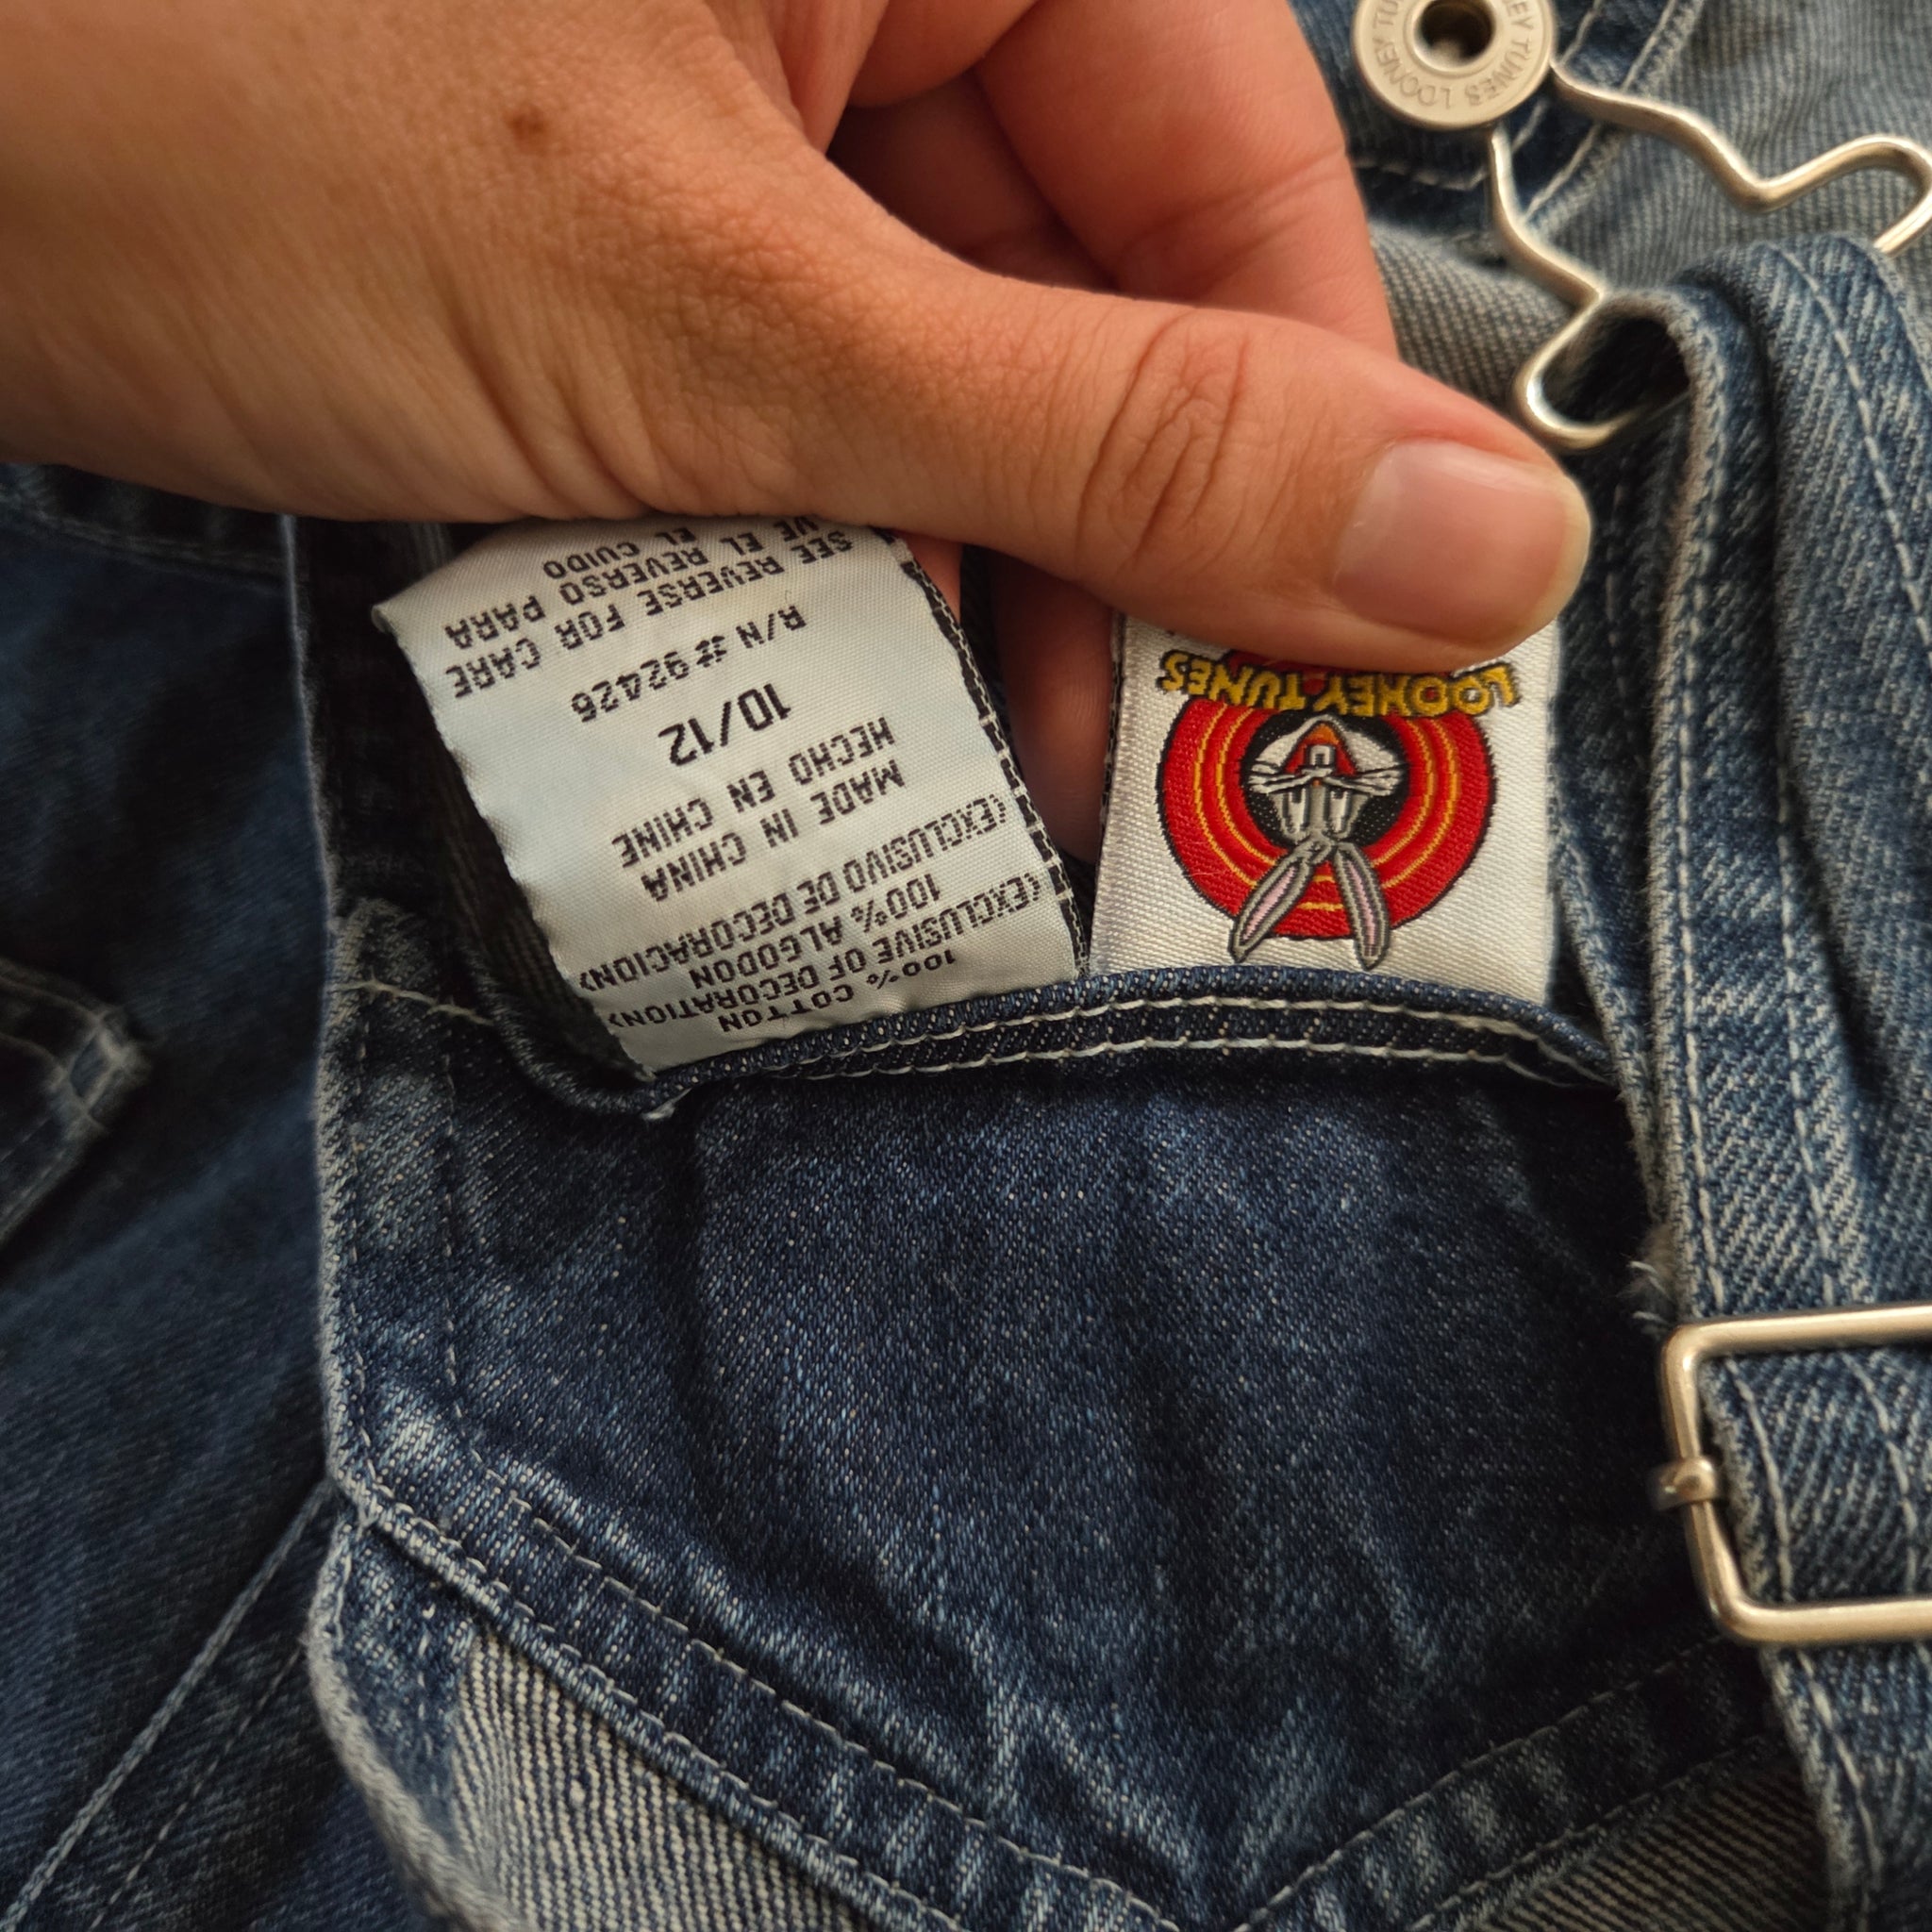 100% COTTON
(EXCLUSIVE OF DECORATION)
100% ALGODON
(EXCLUSIVO DE DECORACION)
MADE IN CHINA
HECHO EN CHINE
10/12
R/N #92426
SEE REVERSE FOR CARE
VE EL REVERSO PARA
EL CUIDO
LOONEY TUNES
TUNES LOONEY